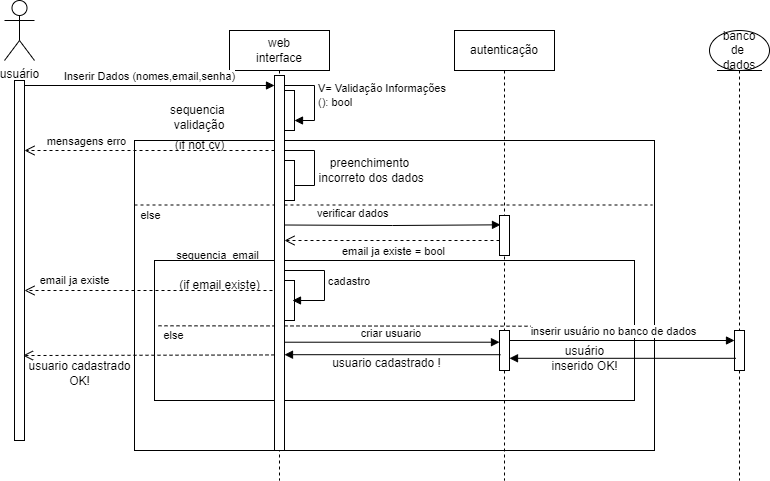 usuário
web
interface
autenticação
banco
de
dados
Inserir Dados (nomes,email,senha)
V= Validação Informações
(): bool
sequencia
validação
(if not cv)
mensagens erro
preenchimento
incorreto dos dados
else
verificar dados
email ja existe = bool
sequencia email
(if email existe)
email ja existe
cadastro
else
criar usuario
inserir usuário no banco de dados
usuario cadastrado
OK!
usuario cadastrado !
usuário
inserido OK!